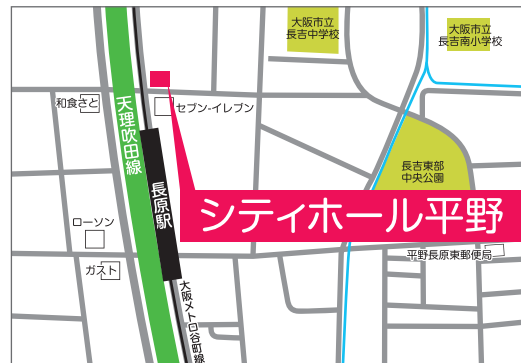 大阪市立
長吉中学校
大阪市立
長吉南小学校
和食さと
天理吹田線
セブン-イレブン
長原駅
長吉東部
中央公園
シティホール平野
ローソン
平野長原東郵便局
ガスト
大阪メトロ谷町線